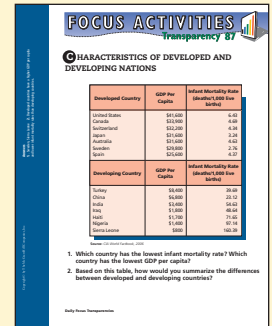 FOCUS ACTIVITIES
Transparency 87
CHARACTERISTICS OF DEVELOPED AND
DEVELOPING NATIONS
Developed Country GDP Per Capita Infant Mortality Rate (deaths/1,000 live births)
United States $41,600 6.43
Canada $33,900 4.69
Switzerland $32,200 4.34
Japan $31,600 3.24
Australia $31,600 4.63
Sweden $29,800 2.76
Spain $25,600 4.37
Developing Country GDP Per Capita Infant Mortality Rate (deaths/1,000 live births)
Turkey $8,400 39.69
China $6,800 23.12
India $3,400 54.63
Iraq $1,800 48.64
Haiti $1,700 71.65
Nigeria $1,400 97.14
Sierra Leone $800 160.39
Source: CIA World Factbook, 2006
1. Which country has the lowest infant mortality rate? Which
country has the lowest GDP per capita?
2. Based on this table, how would you summarize the differences
between developed and developing countries?
Daily Focus Transparencies